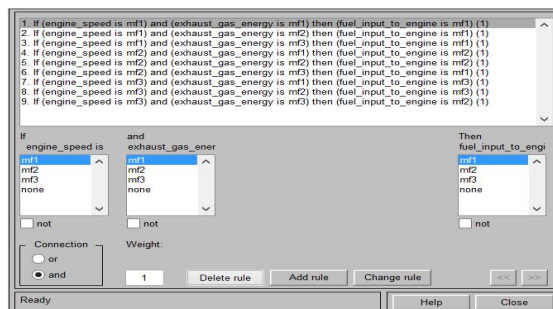 1. If (engine_speed is mf1) and (exhaust_gas_energy is mf1) then (fuel_input_to_engine is mf1) (1)
2. If (engine_speed is mf1) and (exhaust_gas_energy is mf2) then (fuel_input_to_engine is mf1) (1)
3. If (engine_speed is mf1) and (exhaust_gas_energy is mf3) then (fuel_input_to_engine is mf1) (1)
4. If (engine_speed is mf2) and (exhaust_gas_energy is mf1) then (fuel_input_to_engine is mf2) (1)
5. If (engine_speed is mf2) and (exhaust_gas_energy is mf2) then (fuel_input_to_engine is mf2) (1)
6. If (engine_speed is mf2) and (exhaust_gas_energy is mf3) then (fuel_input_to_engine is mf1) (1)
7. If (engine_speed is mf3) and (exhaust_gas_energy is mf1) then (fuel_input_to_engine is mf3) (1)
8. If (engine_speed is mf3) and (exhaust_gas_energy is mf2) then (fuel_input_to_engine is mf3) (1)
9. If (engine_speed is mf3) and (exhaust_gas_energy is mf3) then (fuel_input_to_engine is mf2) (1)
If and Then
engine_speed is exhaust_gas_ener fuel_input_to_engi
mf1 mf1 mf1
mf2 mf2 mf2
mf3 mf3 mf3
none none none
not not not
Connection Weight:
or
and 1 Delete rule Add rule Change rule << >>
Ready Help Close